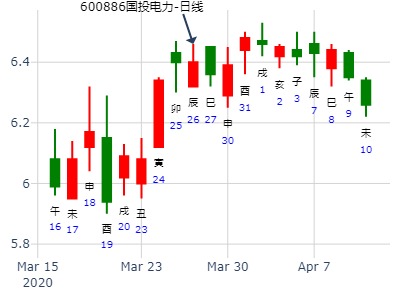 600886国投电力-日线
6.4
6.2
6
5.8
午
16
未
17
申
18
酉
19
戌
20
丑
23
寅
24
卯
25
辰
26
巳
27
申
30
酉
31
戌
1
亥
2
子
3
辰
7
巳
8
午
9
未
10
Mar 15
2020
Mar 23
Mar 30
Apr 7